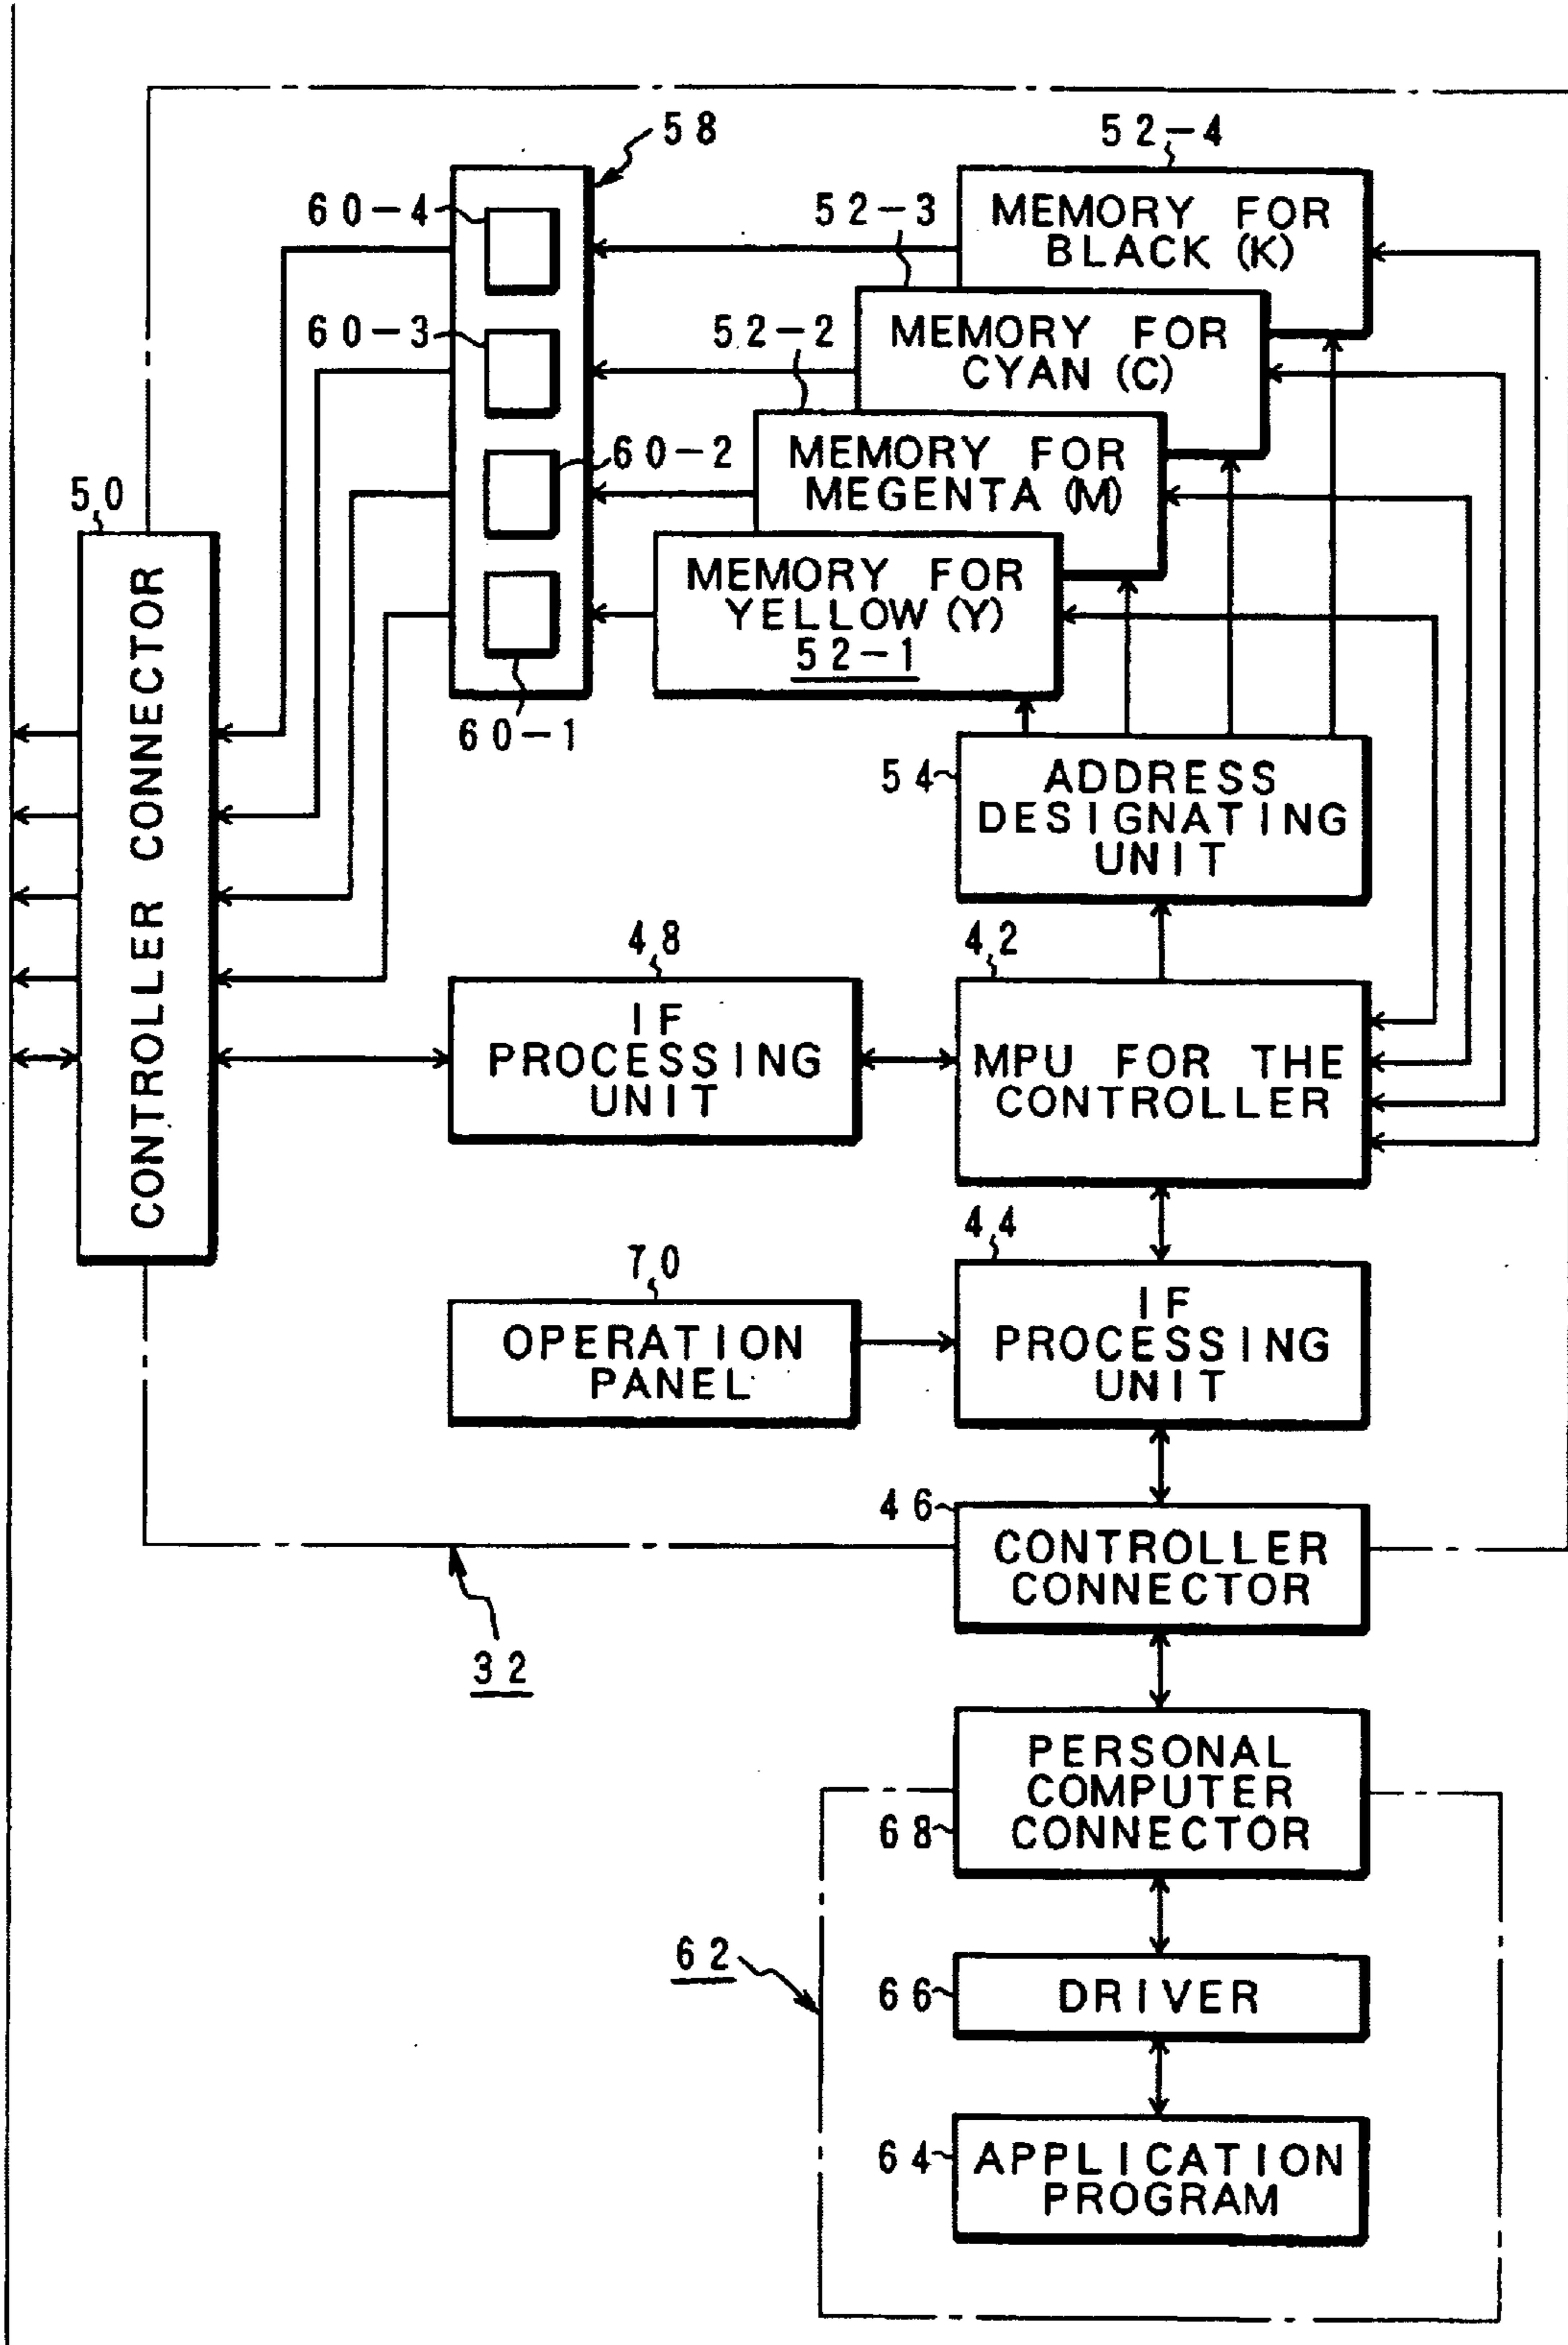 58
52-4
60-4
52-3
MEMORY FOR
BLACK (K)
60-3
52-2
MEMORY FOR
CYAN (C)
60-2
MEMORY FOR
MEGENTA (M)
50
MEMORY FOR
YELLOW (Y)
52-1
60-1
CONTROLLER CONNECTOR
54
ADDRESS
DESIGNATING
UNIT
48
IF
PROCESSING
UNIT
42
MPU FOR THE
CONTROLLER
44
IF
PROCESSING
UNIT
70
OPERATION
PANEL
46
CONTROLLER
CONNECTOR
32
PERSONAL
COMPUTER
CONNECTOR
68
62
66
DRIVER
64
APPLICATION
PROGRAM